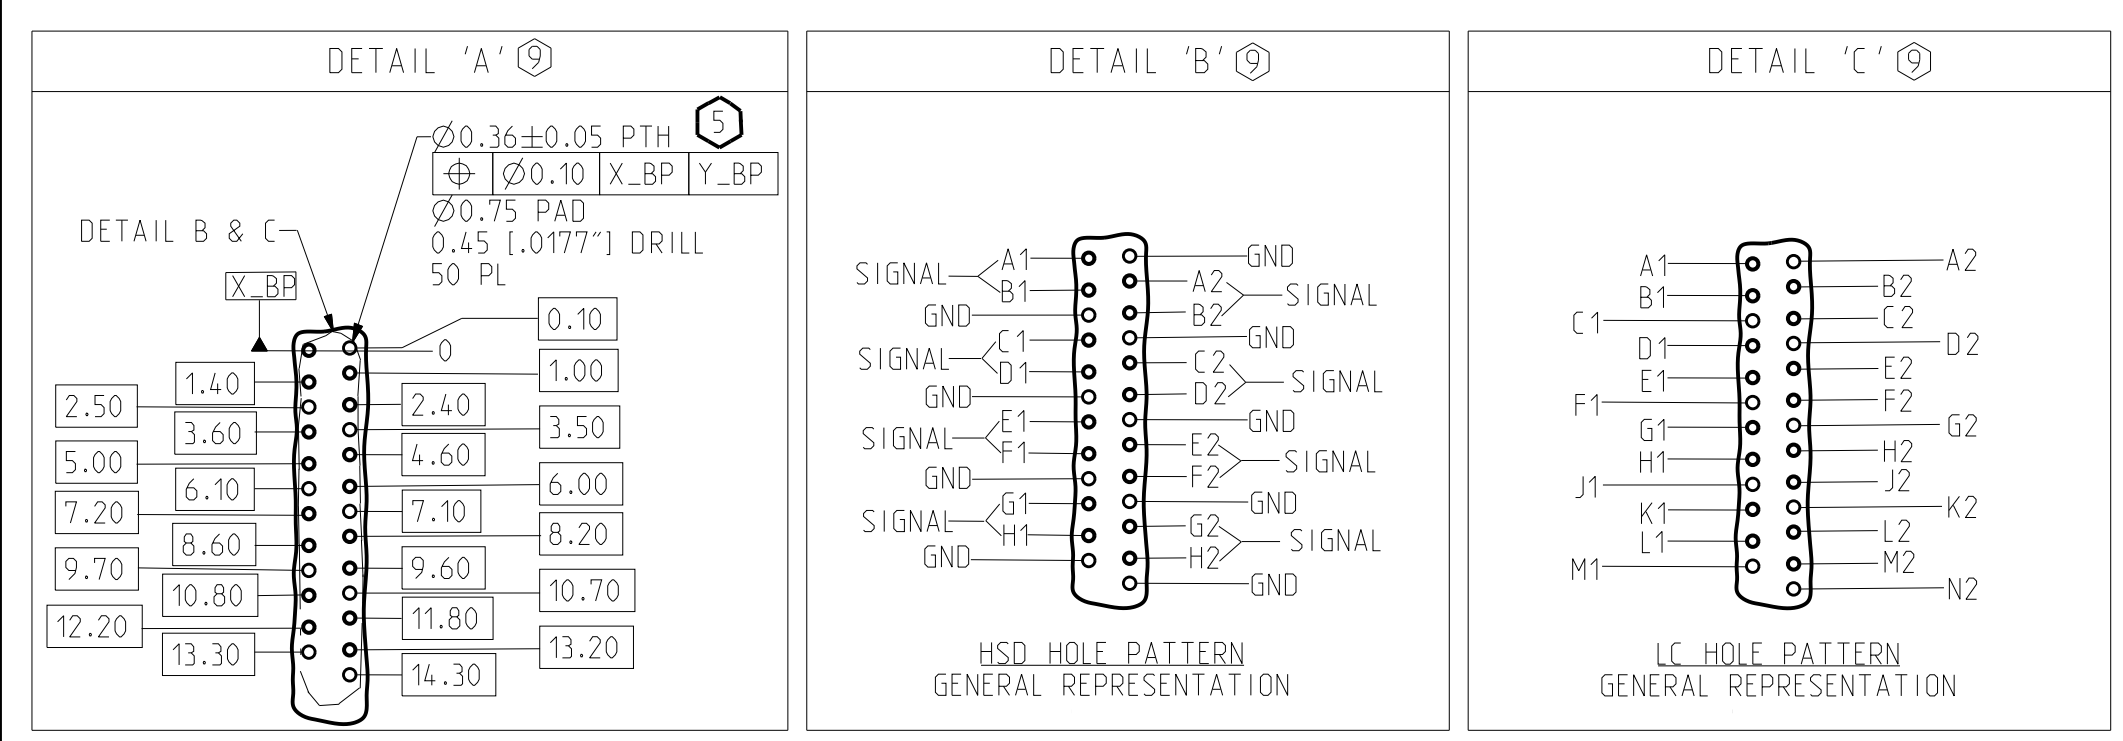 DETAIL 'A' 9
Ø0.36±0.05 PTH 5
⌖ Ø0.10 X_BP Y_BP
Ø0.75 PAD
0.45 [.0177"] DRILL
50 PL
DETAIL B & C
X_BP
0.10
0
1.00
1.40
2.50
2.40
3.60
3.50
5.00
4.60
6.10
6.00
7.20
7.10
8.60
8.20
9.70
9.60
10.80
10.70
12.20
11.80
13.30
13.20
14.30
DETAIL 'B' 9
A1 GND
SIGNAL
B1
A2
SIGNAL
B2
GND
C1 GND
SIGNAL
D1
C2
SIGNAL
D2
GND
E1 GND
SIGNAL
F1
E2
SIGNAL
F2
GND
G1 GND
SIGNAL
H1
G2
SIGNAL
H2
GND
GND
HSD HOLE PATTERN
GENERAL REPRESENTATION
DETAIL 'C' 9
A1 A2
B1 B2
C1 C2
D1 D2
E1 E2
F1 F2
G1 G2
H1 H2
J1 J2
K1 K2
L1 L2
M1 M2
N2
LC HOLE PATTERN
GENERAL REPRESENTATION